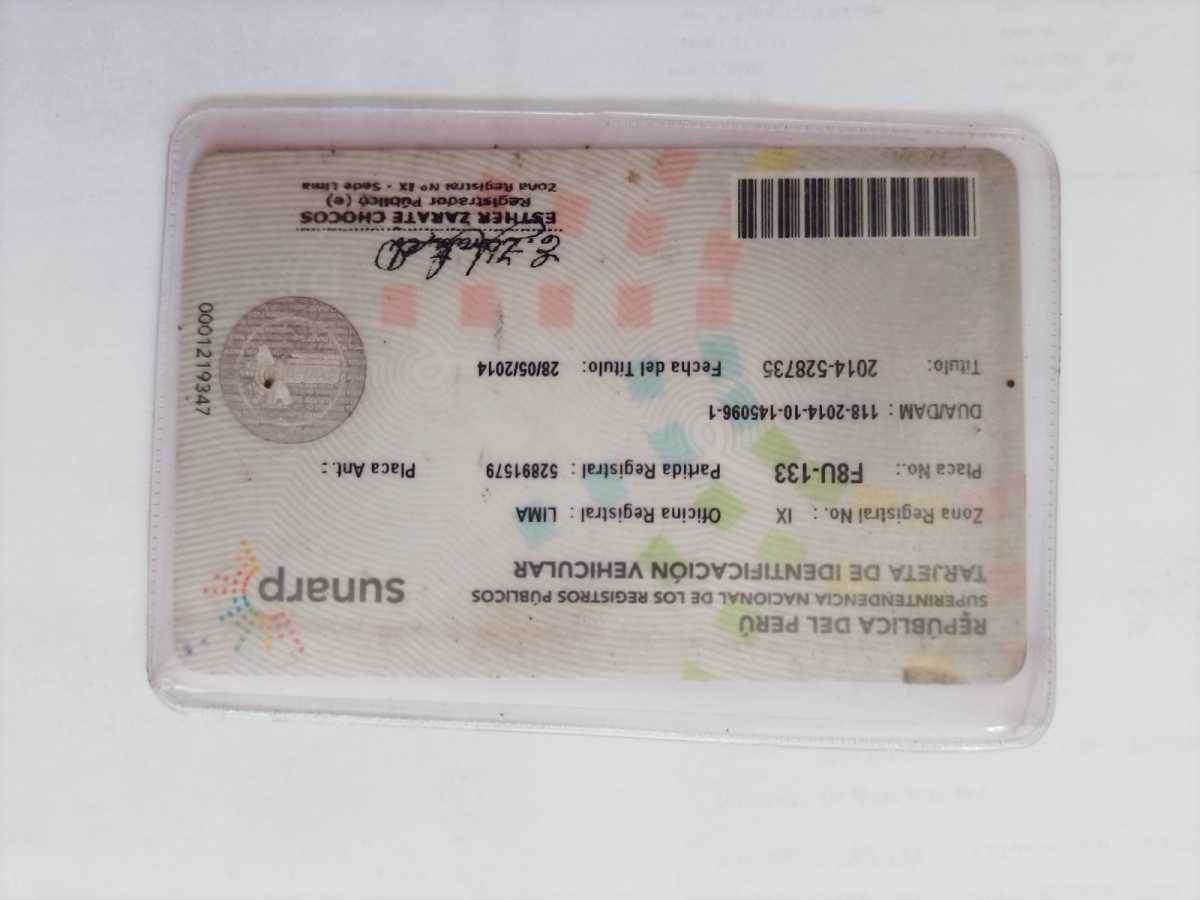 REPÚBLICA DEL PERÚ
SUPERINTENDENCIA NACIONAL DE LOS REGISTROS PÚBLICOS
TARJETA DE IDENTIFICACIÓN VEHICULAR
sunarp
Zona Registral No. : IX Oficina Registral : LIMA
Placa No.: F8U-133 Partida Registral : 52891579 Placa Ant.:
DUA/DAM : 118-2014-10-145096-1
Título: 2014-528735 Fecha del Título: 28/05/2014
0001219347
ESTHER ZARATE CHOCOS
Registrador Público (e)
Zona Registral Nº IX - Sede Lima